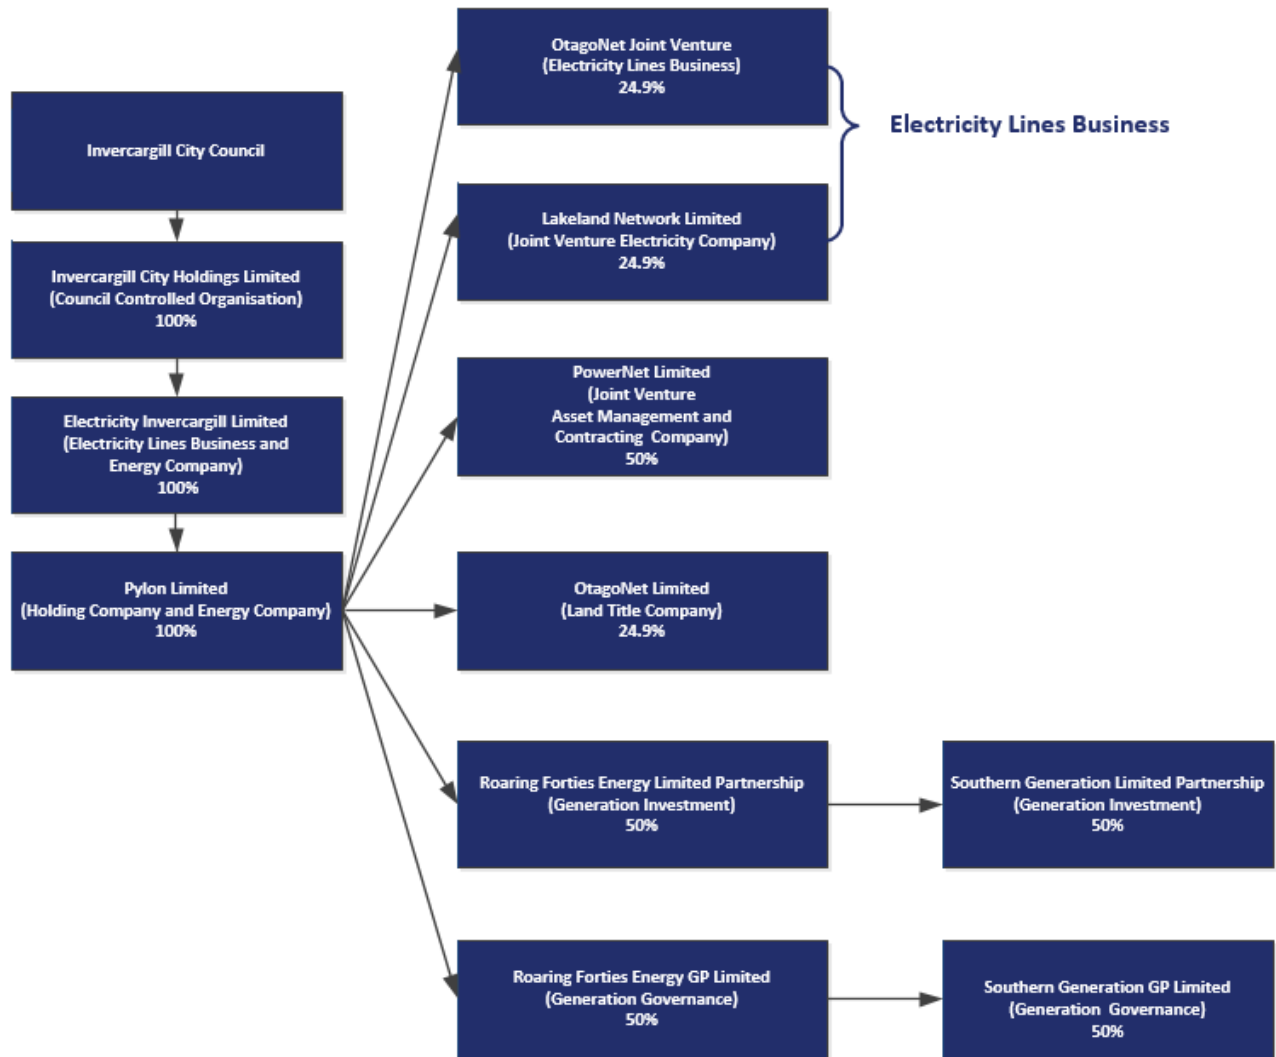 Invercargill City Council
Invercargill City Holdings Limited
(Council Controlled Organisation)
100%
Electricity Invercargill Limited
(Electricity Lines Business and
Energy Company)
100%
Pylon Limited
(Holding Company and Energy Company)
100%
OtagoNet Joint Venture
(Electricity Lines Business)
24.9%
Lakeland Network Limited
(Joint Venture Electricity Company)
24.9%
Electricity Lines Business
PowerNet Limited
(Joint Venture
Asset Management and
Contracting Company)
50%
OtagoNet Limited
(Land Title Company)
24.9%
Roaring Forties Energy Limited Partnership
(Generation Investment)
50%
Southern Generation Limited Partnership
(Generation Investment)
50%
Roaring Forties Energy GP Limited
(Generation Governance)
50%
Southern Generation GP Limited
(Generation Governance)
50%